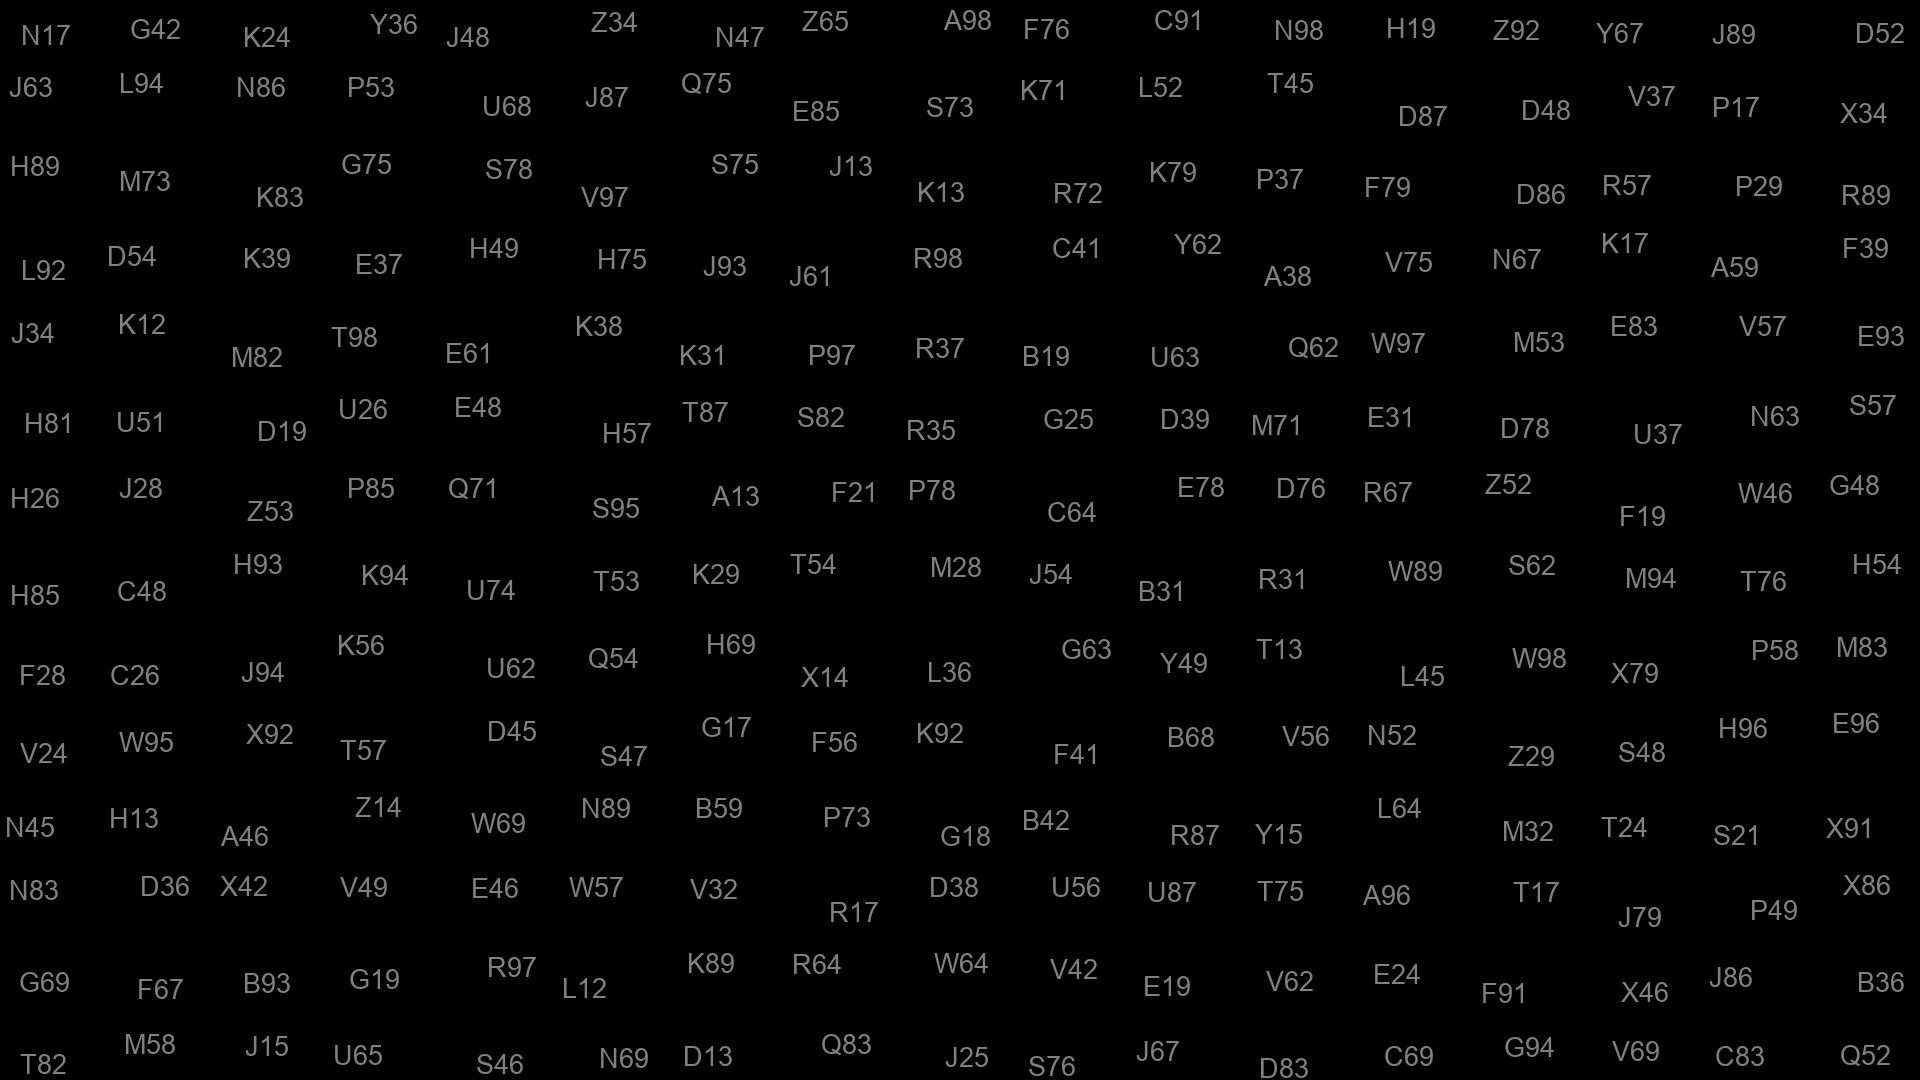 N17 G42 K24 Y36 J48 Z34 N47 Z65 A98 F76 C91 N98 H19 Z92 Y67 J89 D52
J63 L94 N86 P53 U68 J87 Q75 E85 S73 K71 L52 T45 D87 D48 V37 P17 X34
H89 M73 K83 G75 S78 V97 S75 J13 K13 R72 K79 P37 F79 D86 R57 P29 R89
L92 D54 K39 E37 H49 H75 J93 J61 R98 C41 Y62 A38 V75 N67 K17 A59 F39
J34 K12 M82 T98 E61 K38 K31 P97 R37 B19 U63 Q62 W97 M53 E83 V57 E93
H81 U51 D19 U26 E48 H57 T87 S82 R35 G25 D39 M71 E31 D78 U37 N63 S57
H26 J28 Z53 P85 Q71 S95 A13 F21 P78 C64 E78 D76 R67 Z52 F19 W46 G48
H85 C48 H93 K94 U74 T53 K29 T54 M28 J54 B31 R31 W89 S62 M94 T76 H54
F28 C26 J94 K56 U62 Q54 H69 X14 L36 G63 Y49 T13 L45 W98 X79 P58 M83
V24 W95 X92 T57 D45 S47 G17 F56 K92 F41 B68 V56 N52 Z29 S48 H96 E96
N45 H13 A46 Z14 W69 N89 B59 P73 G18 B42 R87 Y15 L64 M32 T24 S21 X91
N83 D36 X42 V49 E46 W57 V32 R17 D38 U56 U87 T75 A96 T17 J79 P49 X86
G69 F67 B93 G19 R97 L12 K89 R64 W64 V42 E19 V62 E24 F91 X46 J86 B36
T82 M58 J15 U65 S46 N69 D13 Q83 J25 S76 J67 D83 C69 G94 V69 C83 Q52